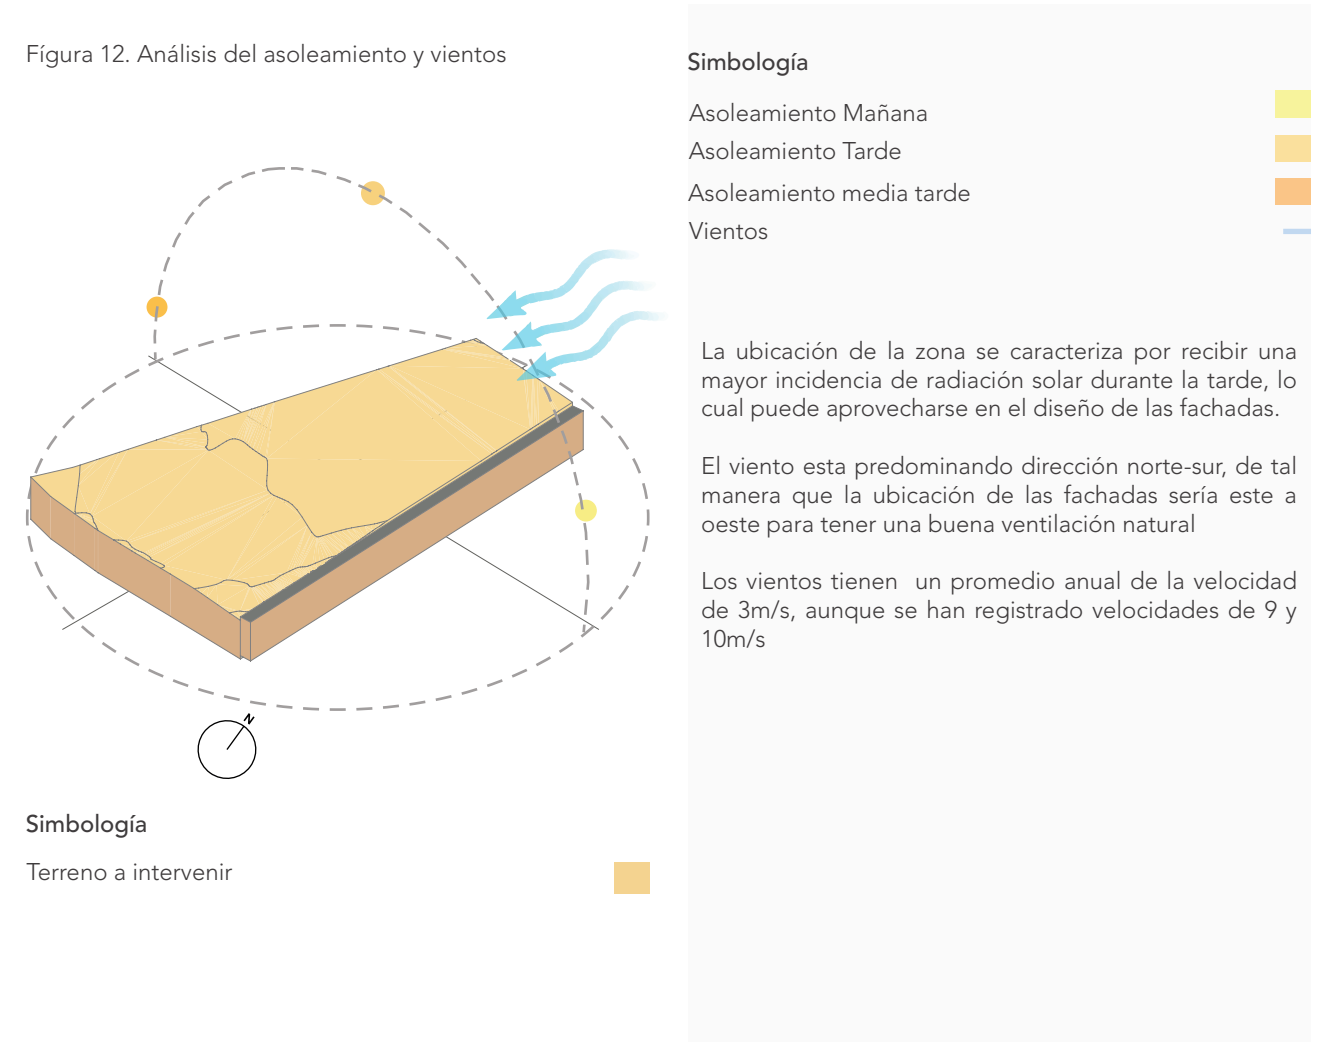 Fígura 12. Análisis del asoleamiento y vientos
N
Simbología
Terreno a intervenir
Simbología
Asoleamiento Mañana
Asoleamiento Tarde
Asoleamiento media tarde
Vientos
La ubicación de la zona se caracteriza por recibir una
mayor incidencia de radiación solar durante la tarde, lo
cual puede aprovecharse en el diseño de las fachadas.
El viento esta predominando dirección norte-sur, de tal
manera que la ubicación de las fachadas sería este a
oeste para tener una buena ventilación natural
Los vientos tienen un promedio anual de la velocidad
de 3m/s, aunque se han registrado velocidades de 9 y
10m/s